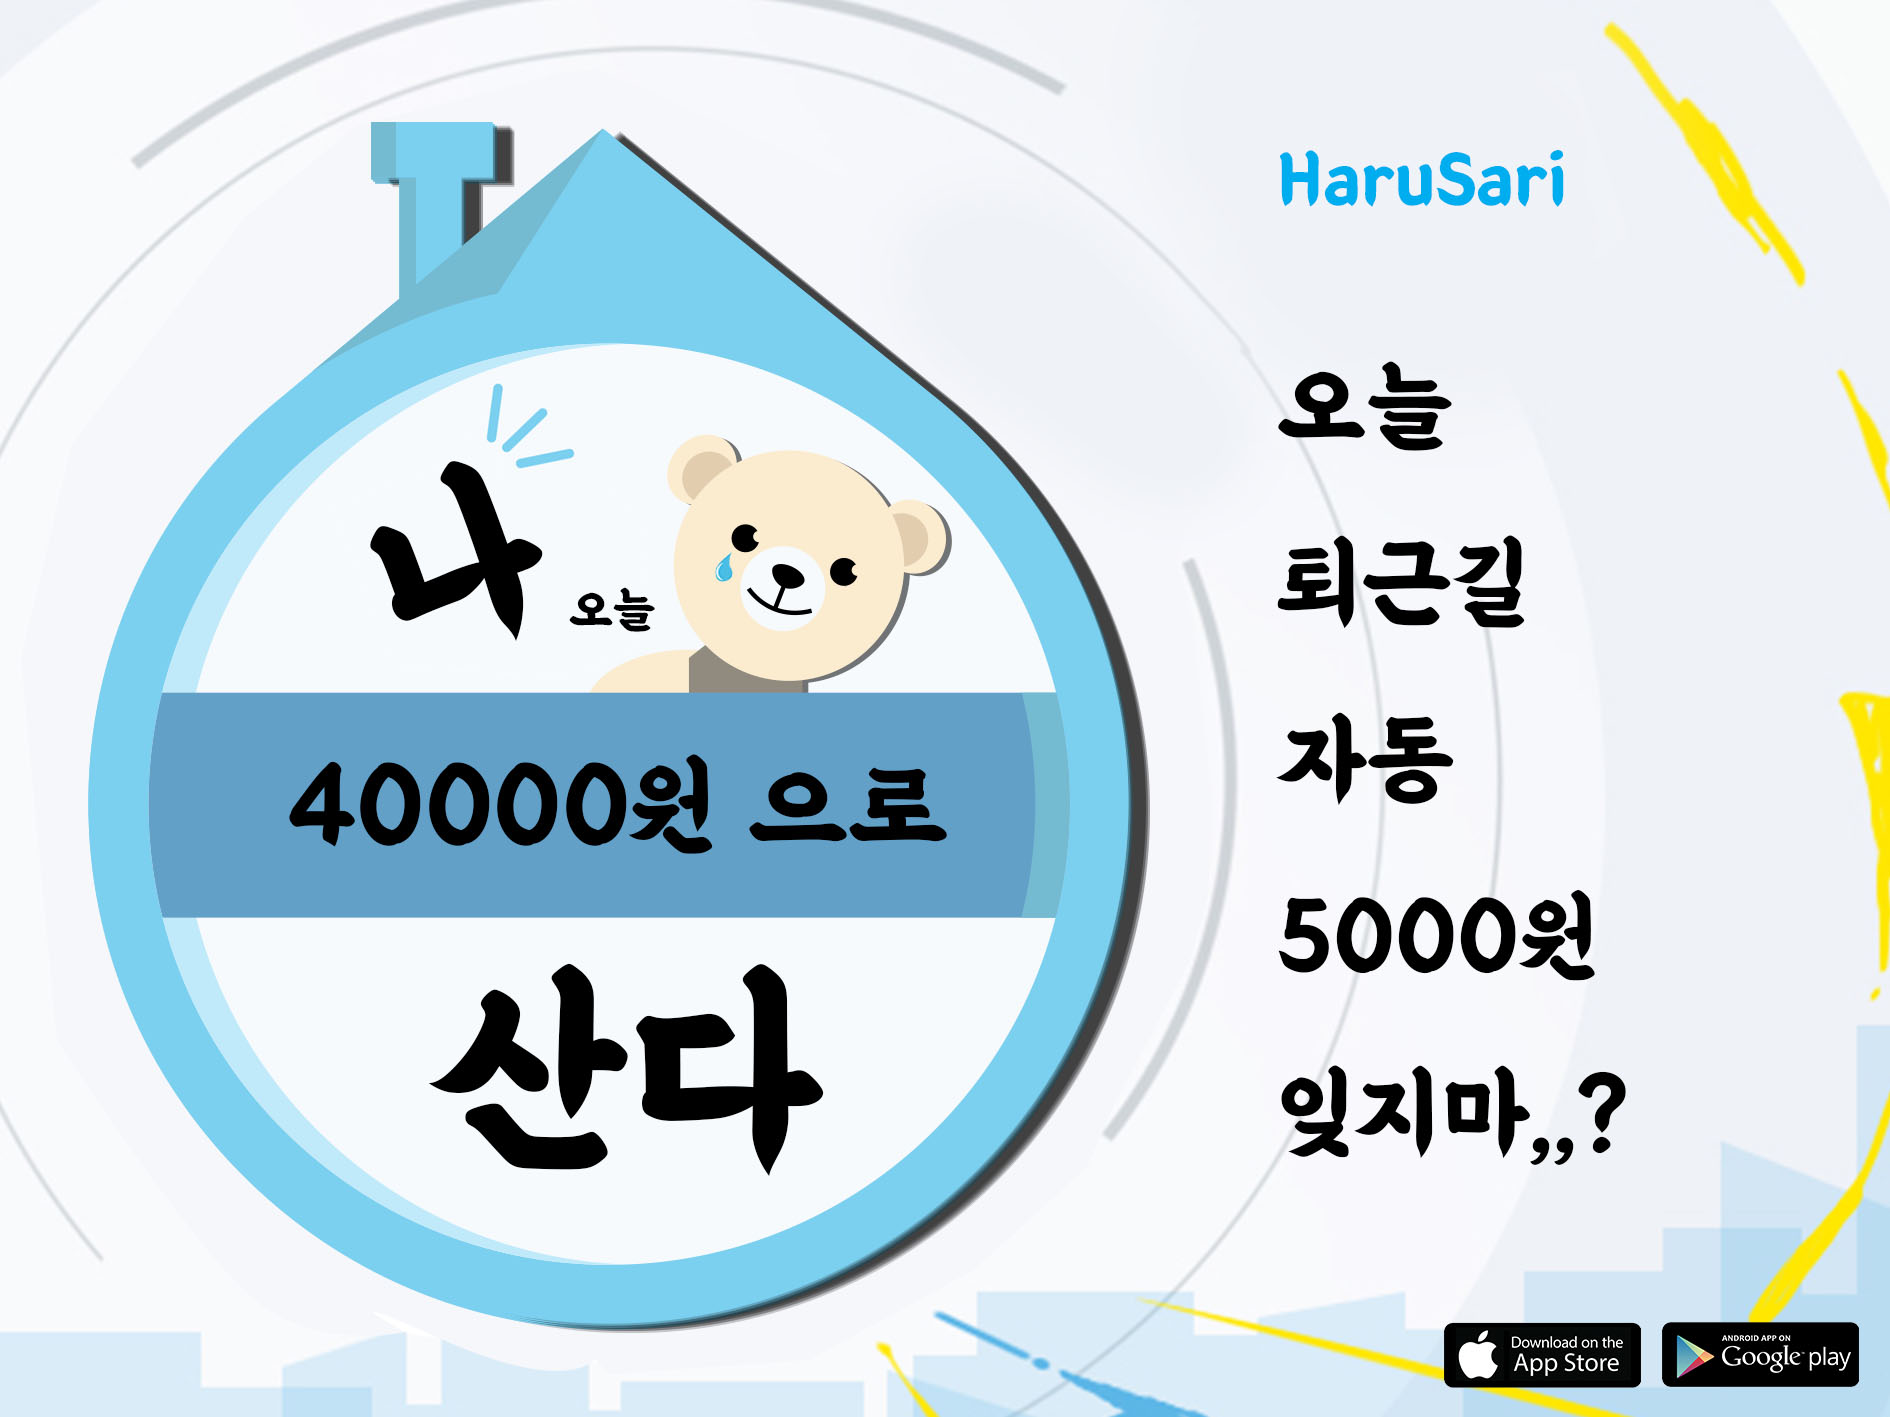 HaruSari
나 오늘
40000원 으로
산다
오늘
퇴근길
자동
5000원
잊지마,,?
Download on the
App Store
ANDROID APP ON
Google play